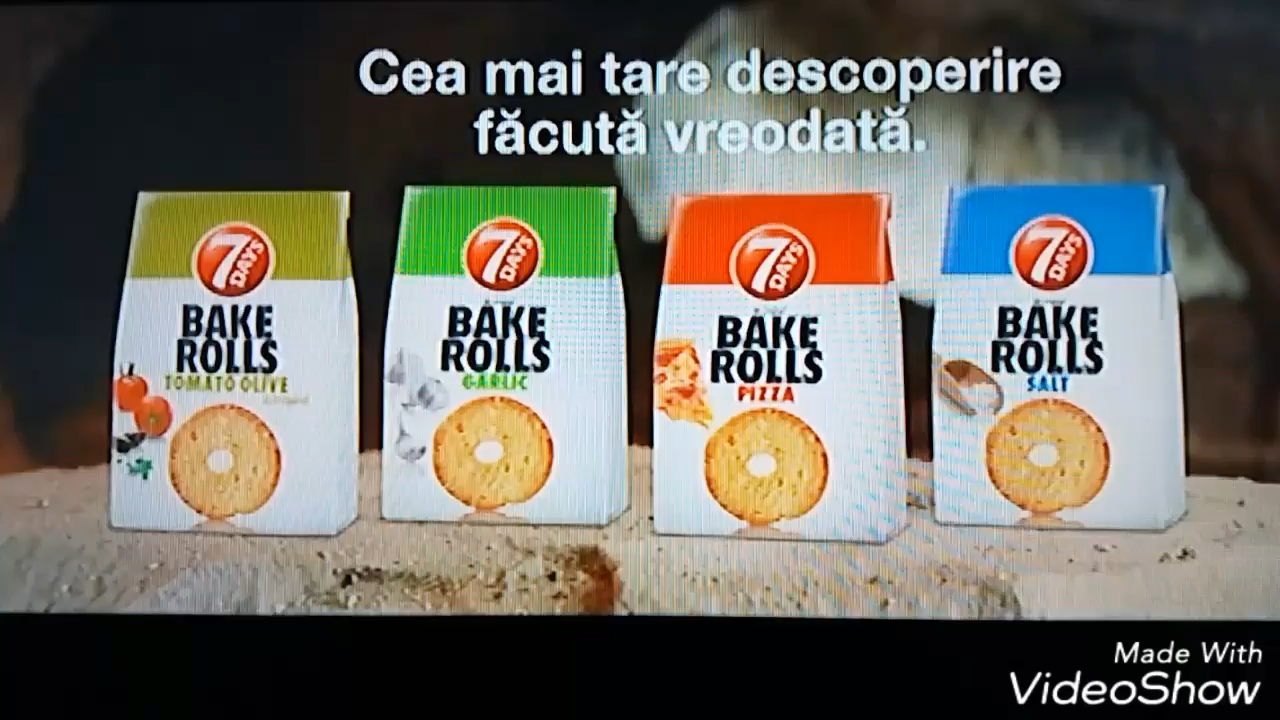 Cea mai tare descoperire
făcută vreodată.
7 DAYS
BAKE
ROLLS
TOMATO OLIVE
7 DAYS
BAKE
ROLLS
GARLIC
7 DAYS
BAKE
ROLLS
PIZZA
7 DAYS
BAKE
ROLLS
SALT
Made With
VideoShow